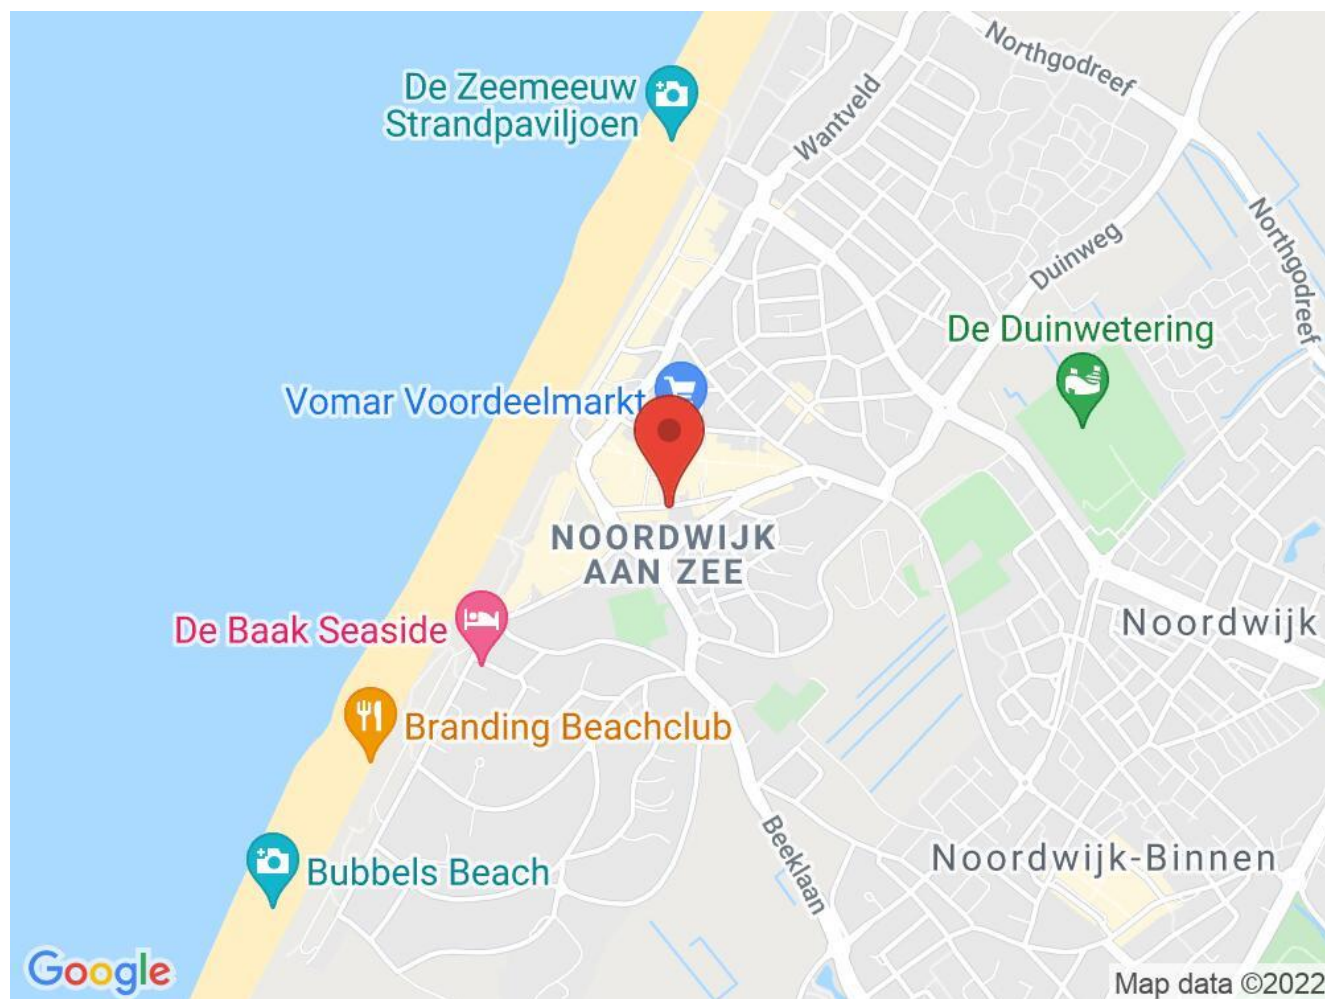 Northgodreef
De Zeemeeuw
Strandpaviljoen
Wantveld
Northgodreef
Duinweg
De Duinwetering
Vomar Voordeelmarkt
NOORDWIJK
AAN ZEE
De Baak Seaside
Noordwijk
Branding Beachclub
Beeklaan
Noordwijk-Binnen
Bubbels Beach
Google
Map data ©2022